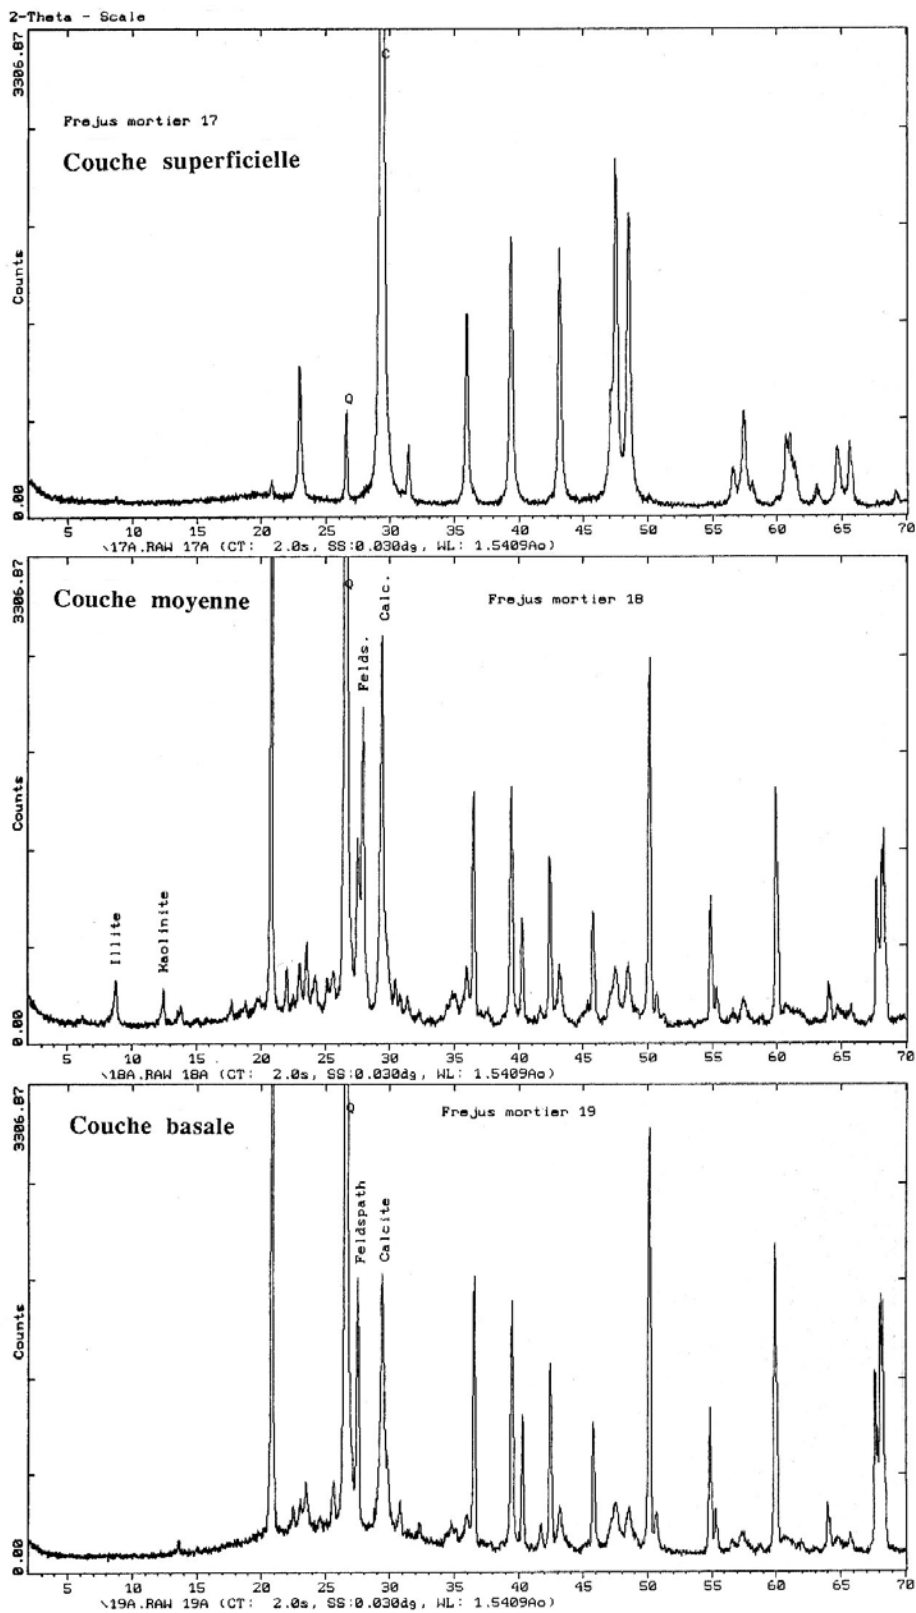 2-Theta - Scale
3306.87
C
Frejus mortier 17
Couche superficielle
Q
Counts
0.00
5 10 15 20 25 30 35 40 45 50 55 60 65 70
\17A.RAW 17A (CT: 2.0s, SS:0.030dg, WL: 1.5409Ao)
3306.87
Couche moyenne
Q
Felds.
Calc.
Frejus mortier 18
Counts
Illite
Kaolinite
0.00
5 10 15 20 25 30 35 40 45 50 55 60 65 70
\18A.RAW 18A (CT: 2.0s, SS:0.030dg, WL: 1.5409Ao)
3306.87
Couche basale
Q
Frejus mortier 19
Feldspath
Calcite
Counts
0.00
5 10 15 20 25 30 35 40 45 50 55 60 65 70
\19A.RAW 19A (CT: 2.0s, SS:0.030dg, WL: 1.5409Ao)